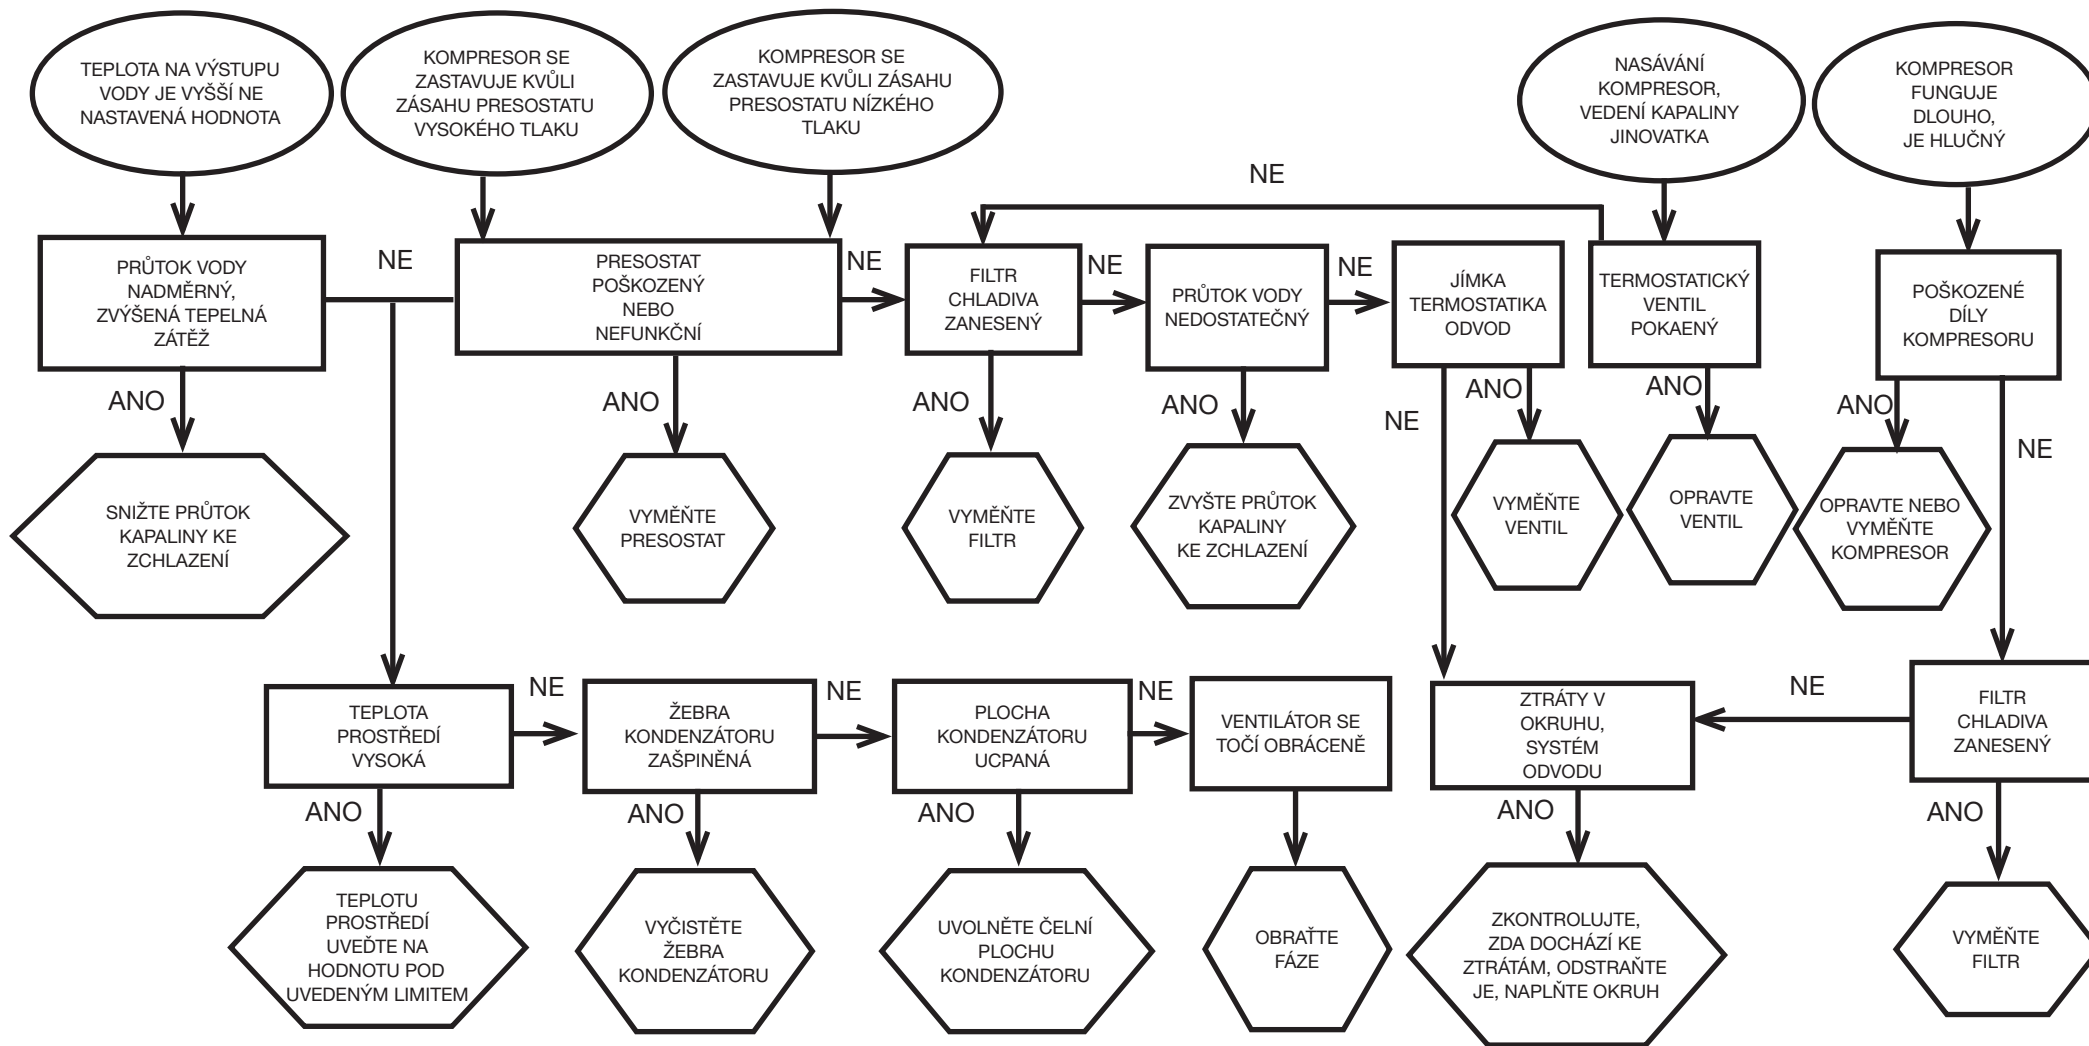 TEPLOTA NA VÝSTUPU
VODY JE VYŠŠÍ NE
NASTAVENÁ HODNOTA
KOMPRESOR SE
ZASTAVUJE KVŮLI
ZÁSAHU PRESOSTATU
VYSOKÉHO TLAKU
KOMPRESOR SE
ZASTAVUJE KVŮLI ZÁSAHU
PRESOSTATU NÍZKÉHO
TLAKU
NASÁVÁNÍ
KOMPRESOR,
VEDENÍ KAPALINY
JINOVATKA
KOMPRESOR
FUNGUJE
DLOUHO,
JE HLUČNÝ
NE
PRŮTOK VODY
NADMĚRNÝ,
ZVÝŠENÁ TEPELNÁ
ZÁTĚŽ
NE
PRESOSTAT
POŠKOZENÝ
NEBO
NEFUNKČNÍ
NE
FILTR
CHLADIVA
ZANESENÝ
NE
PRŮTOK VODY
NEDOSTATEČNÝ
NE
JÍMKA
TERMOSTATIKA
ODVOD
TERMOSTATICKÝ
VENTIL
POKAENÝ
POŠKOZENÉ
DÍLY
KOMPRESORU
ANO
ANO
ANO
ANO
NE
ANO
ANO
ANO
NE
SNIŽTE PRŮTOK
KAPALINY KE
ZCHLAZENÍ
VYMĚŇTE
PRESOSTAT
VYMĚŇTE
FILTR
ZVYŠTE PRŮTOK
KAPALINY
KE ZCHLAZENÍ
VYMĚŇTE
VENTIL
OPRAVTE
VENTIL
OPRAVTE NEBO
VYMĚŇTE
KOMPRESOR
TEPLOTA
PROSTŘEDÍ
VYSOKÁ
NE
ŽEBRA
KONDENZÁTORU
ZAŠPINĚNÁ
NE
PLOCHA
KONDENZÁTORU
UCPANÁ
NE
VENTILÁTOR SE
TOČÍ OBRÁCENĚ
ZTRÁTY V
OKRUHU,
SYSTÉM
ODVODU
NE
FILTR
CHLADIVA
ZANESENÝ
ANO
ANO
ANO
ANO
ANO
TEPLOTU
PROSTŘEDÍ
UVEĎTE NA
HODNOTU POD
UVEDENÝM LIMITEM
VYČISTĚTE
ŽEBRA
KONDENZÁTORU
UVOLNĚTE ČELNÍ
PLOCHU
KONDENZÁTORU
OBRAŤTE
FÁZE
ZKONTROLUJTE,
ZDA DOCHÁZÍ KE
ZTRÁTÁM, ODSTRAŇTE
JE, NAPLŇTE OKRUH
VYMĚŇTE
FILTR